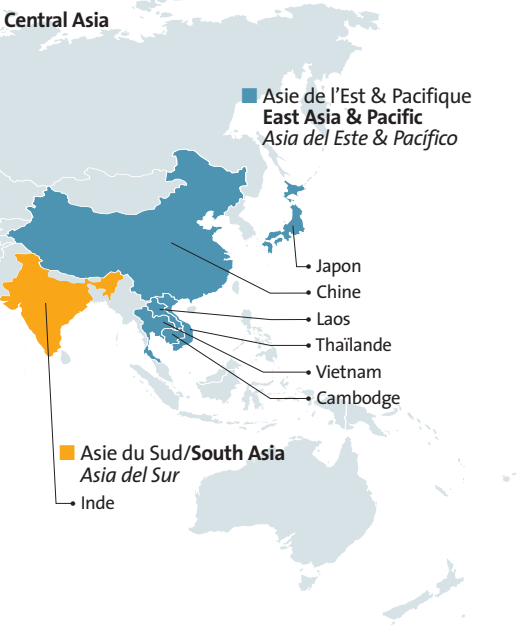 Central Asia
Asie de l’Est & Pacifique
East Asia & Pacific
Asia del Este & Pacífico
Japon
Chine
Laos
Thaïlande
Vietnam
Cambodge
Asie du Sud/South Asia
Asia del Sur
Inde